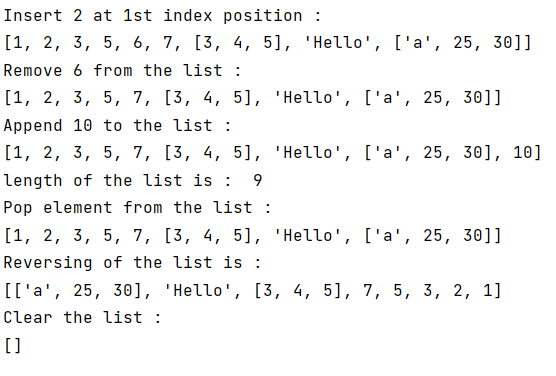 Insert 2 at 1st index position :
[1, 2, 3, 5, 6, 7, [3, 4, 5], 'Hello', ['a', 25, 30]]
Remove 6 from the list :
[1, 2, 3, 5, 7, [3, 4, 5], 'Hello', ['a', 25, 30]]
Append 10 to the list :
[1, 2, 3, 5, 7, [3, 4, 5], 'Hello', ['a', 25, 30], 10]
length of the list is :  9
Pop element from the list :
[1, 2, 3, 5, 7, [3, 4, 5], 'Hello', ['a', 25, 30]]
Reversing of the list is :
[['a', 25, 30], 'Hello', [3, 4, 5], 7, 5, 3, 2, 1]
Clear the list :
[]